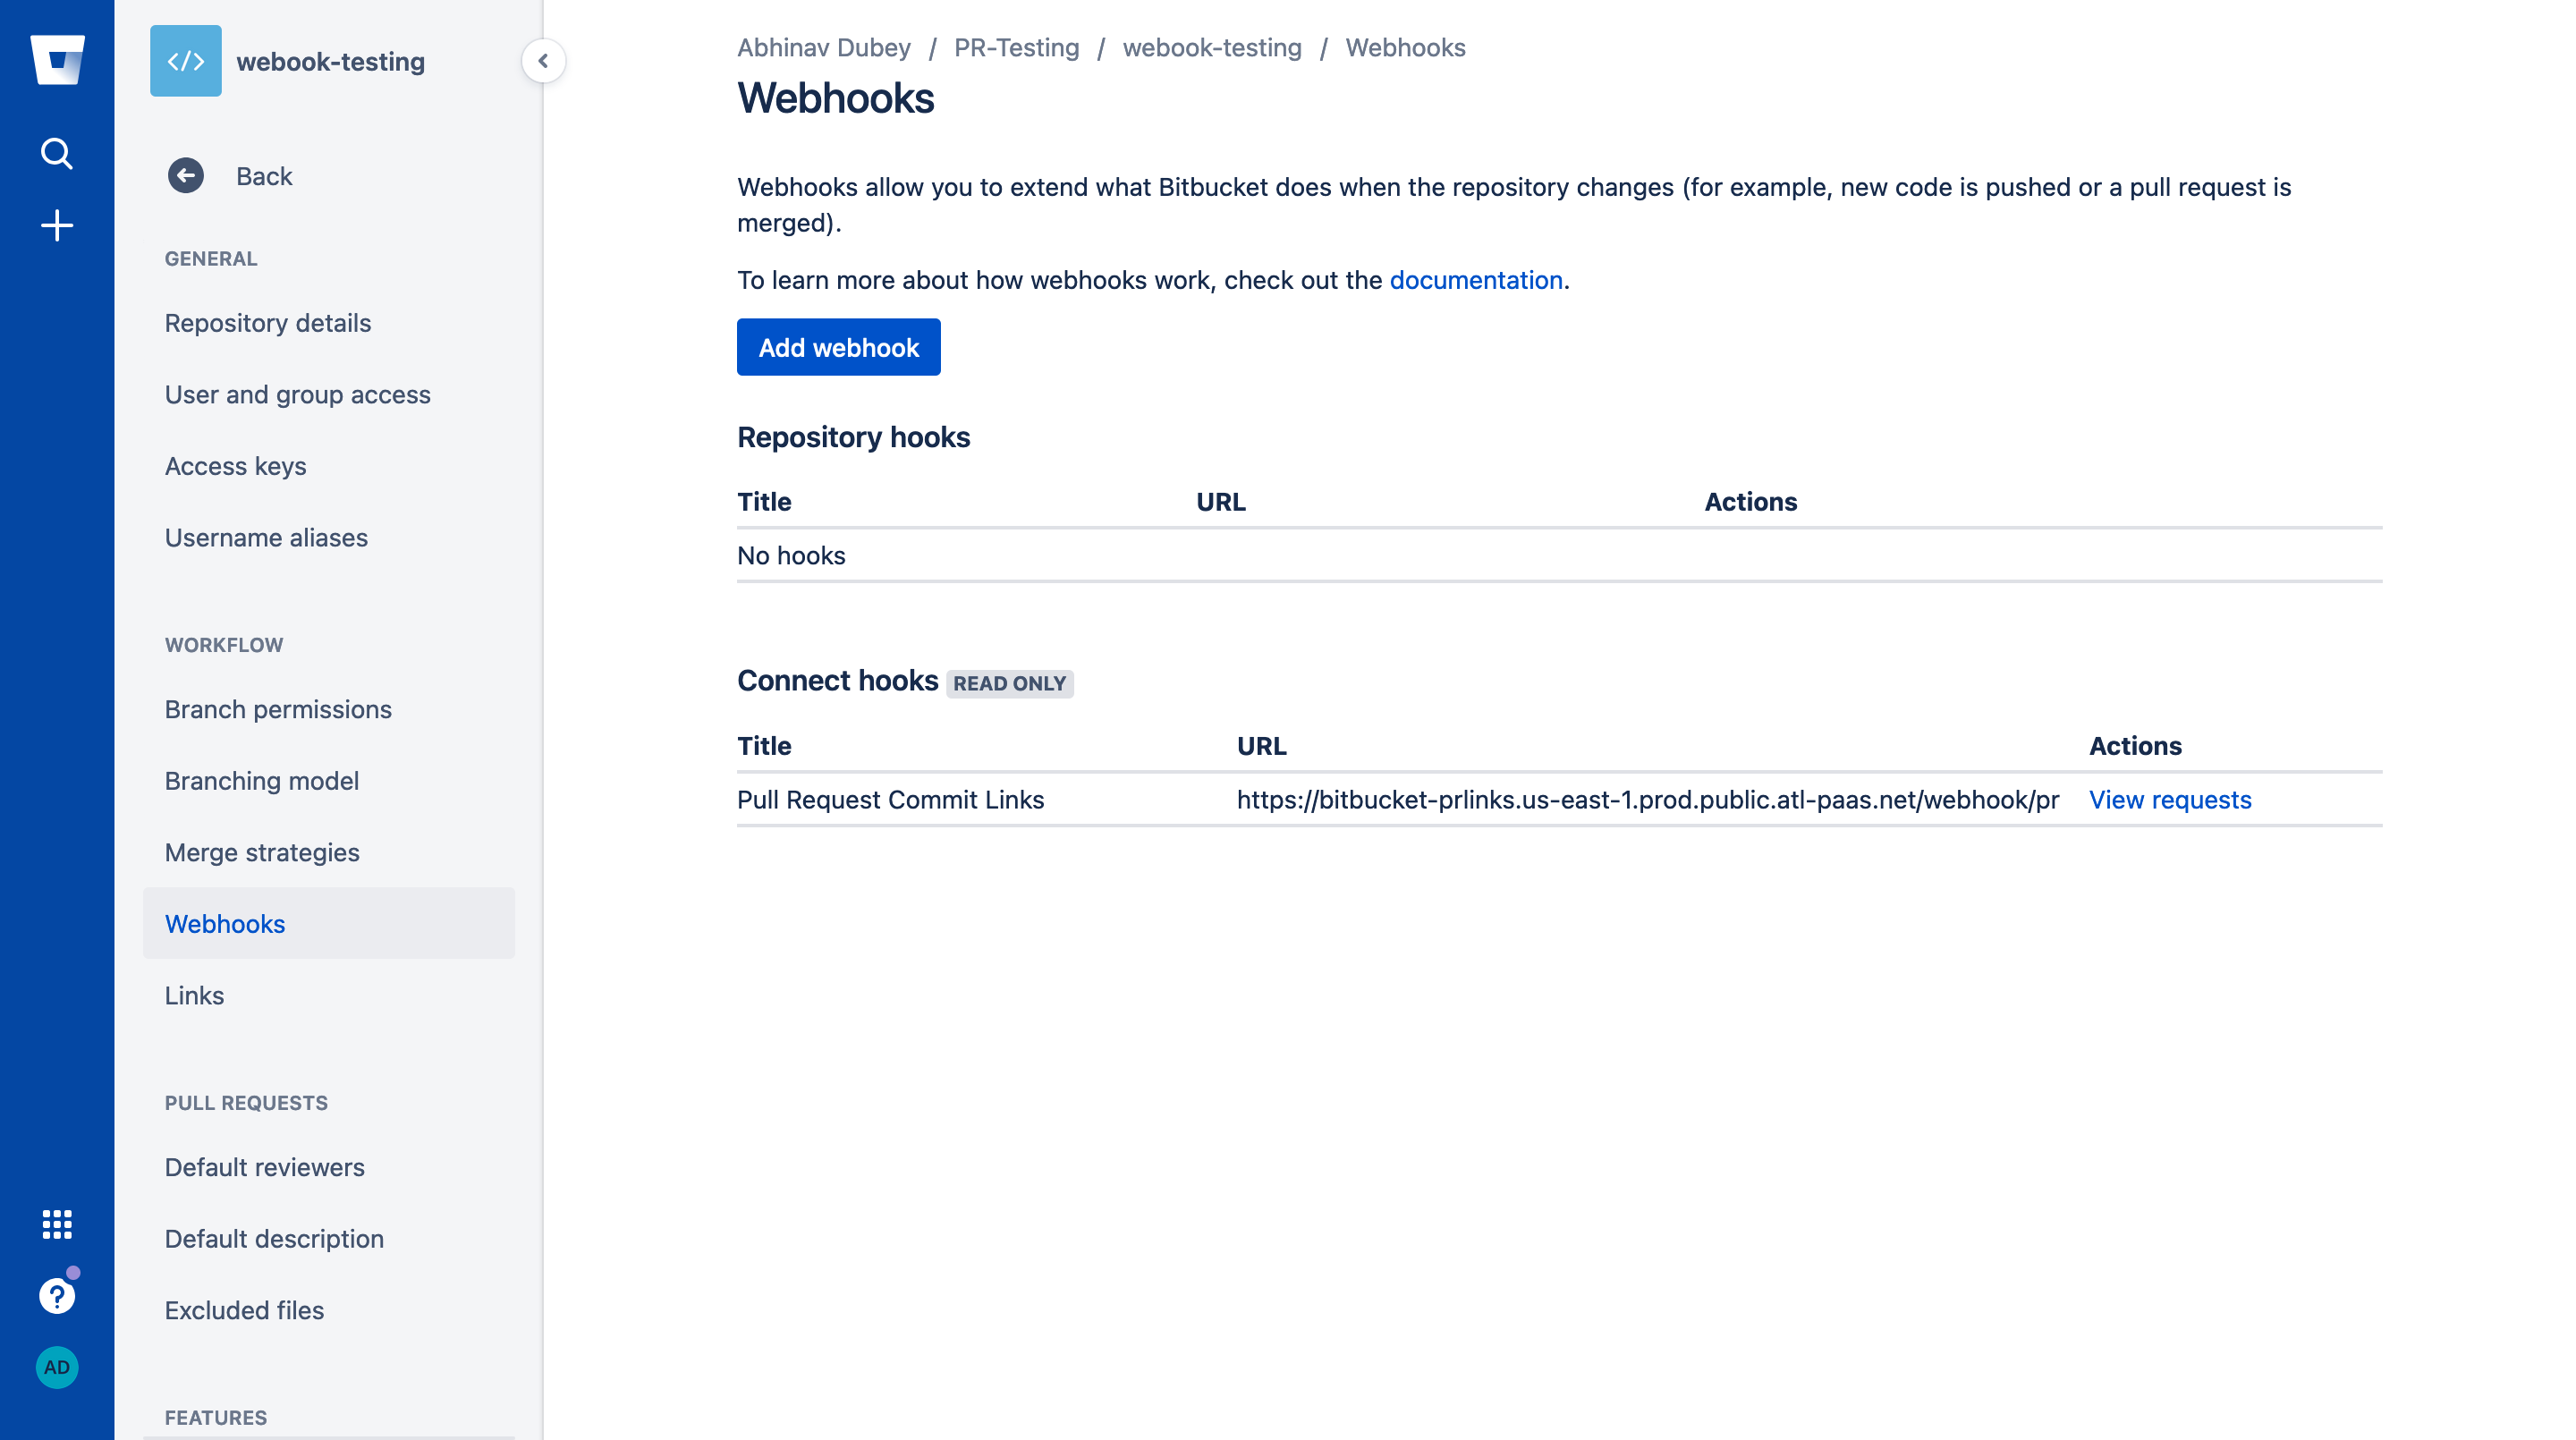 webook-testing
Back
GENERAL
Repository details
User and group access
Access keys
Username aliases
WORKFLOW
Branch permissions
Branching model
Merge strategies
Webhooks
Links
PULL REQUESTS
Default reviewers
Default description
Excluded files
FEATURES
AD
Abhinav Dubey / PR-Testing / webook-testing / Webhooks
Webhooks
Webhooks allow you to extend what Bitbucket does when the repository changes (for example, new code is pushed or a pull request is
merged).
To learn more about how webhooks work, check out the documentation.
Add webhook
Repository hooks
Title URL Actions
No hooks
Connect hooks READ ONLY
Title URL Actions
Pull Request Commit Links https://bitbucket-prlinks.us-east-1.prod.public.atl-paas.net/webhook/pr View requests